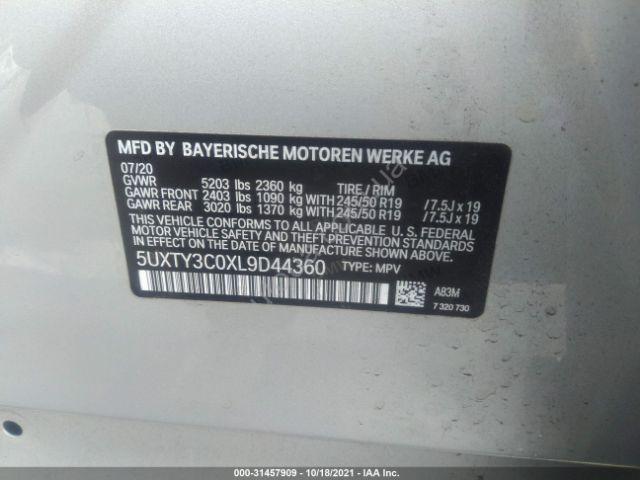 MFD BY BAYERISCHE MOTOREN WERKE AG
07/20
GVWR 5203 lbs 2360 kg TIRE / RIM
GAWR FRONT 2403 lbs 1090 kg WITH 245/50 R19 /7.5J x 19
GAWR REAR 3020 lbs 1370 kg WITH 245/50 R19 /7.5J x 19
THIS VEHICLE CONFORMS TO ALL APPLICABLE U. S. FEDERAL
MOTOR VEHICLE SAFETY AND THEFT PREVENTION STANDARDS
IN EFFECT ON THE DATE OF MANUFACTURE SHOWN ABOVE.
5UXTY3C0XL9D44360 TYPE: MPV
A83M
7 320 730
000-31457909 - 10/18/2021 - IAA Inc.